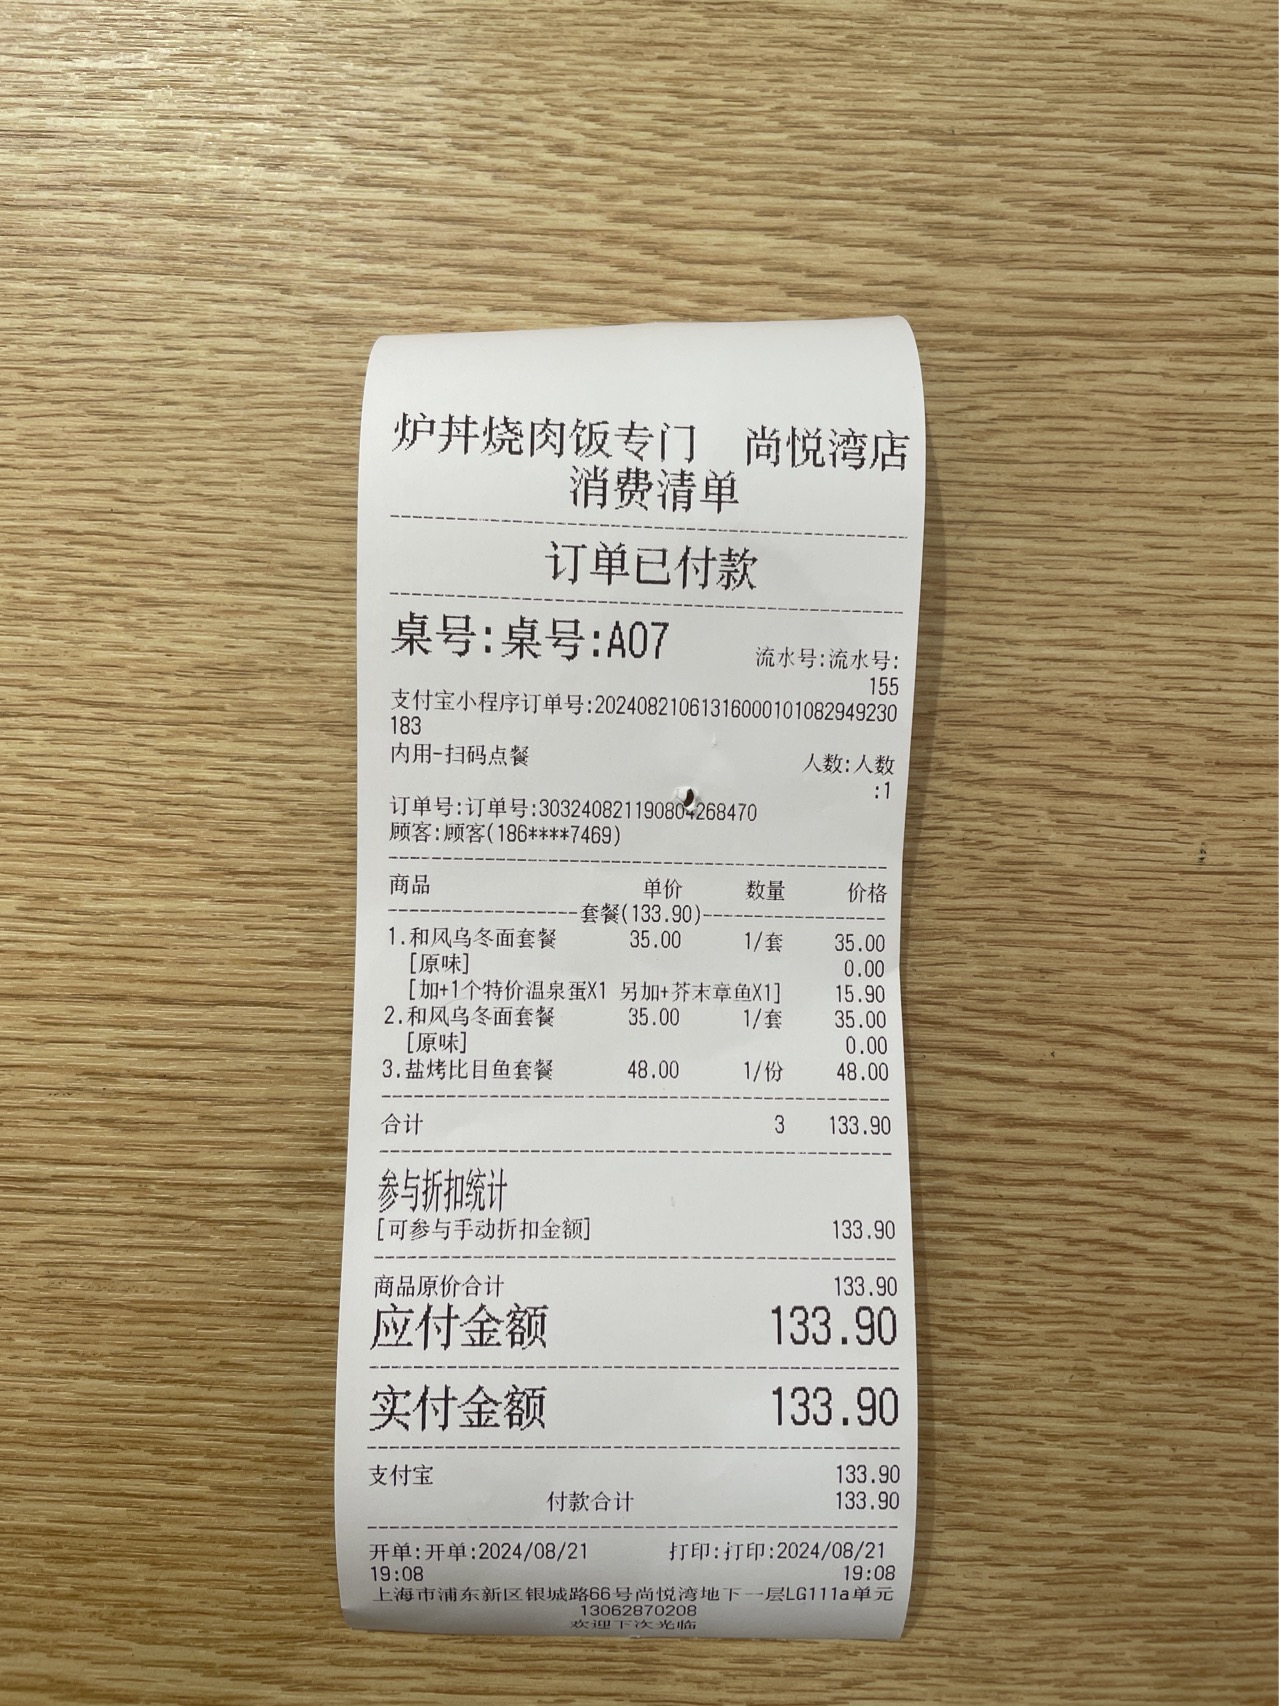 炉丼烧肉饭专门 尚悦湾店
消费清单
订单已付款
桌号:桌号:A07
流水号:流水号:
155
支付宝小程序订单号:20240821061316000101082949230
183
内用-扫码点餐
人数:人数
:1
订单号:订单号:303240821190804268470
顾客:顾客(186****7469)
商品 单价 数量 价格
套餐(133.90)
1.和风乌冬面套餐 35.00 1/套 35.00
[原味] 0.00
[加+1个特价温泉蛋X1 另加+芥末章鱼X1] 15.90
2.和风乌冬面套餐 35.00 1/套 35.00
[原味] 0.00
3.盐烤比目鱼套餐 48.00 1/份 48.00
合计 3 133.90
参与折扣统计
[可参与手动折扣金额] 133.90
商品原价合计 133.90
应付金额 133.90
实付金额 133.90
支付宝 133.90
付款合计 133.90
开单:开单:2024/08/21 打印:打印:2024/08/21
19:08 19:08
上海市浦东新区银城路66号尚悦湾地下一层LG111a单元
13062870208
欢迎下次光临